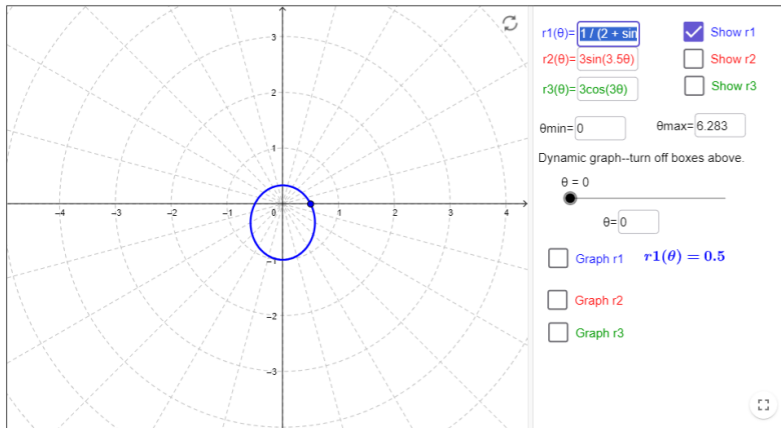 3
2
1
-4
-3
-2
0
1
2
3
4
-1
-2
-3
r1(θ)= 1 / (2 + sin
Show r1
r2(θ)= 3sin(3.5θ)
Show r2
r3(θ)= 3cos(3θ)
Show r3
θmin= 0
θmax= 6.283
Dynamic graph--turn off boxes above.
θ = 0
θ= 0
Graph r1
r1(θ) = 0.5
Graph r2
Graph r3